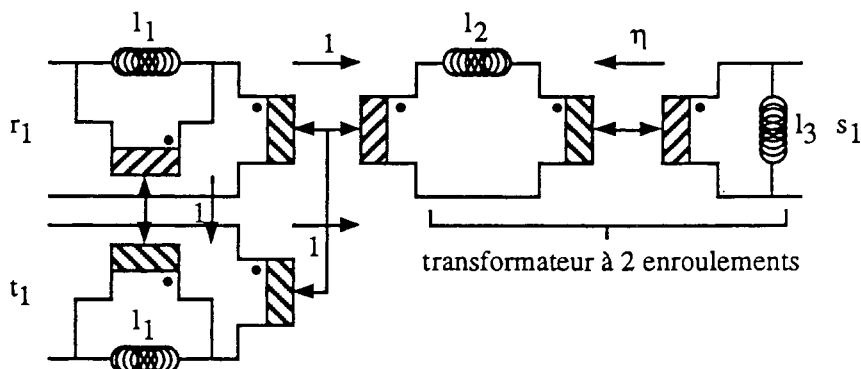 l1
1
l2
η
r1
l3
s1
1
1
transformateur à 2 enroulements
t1
l1